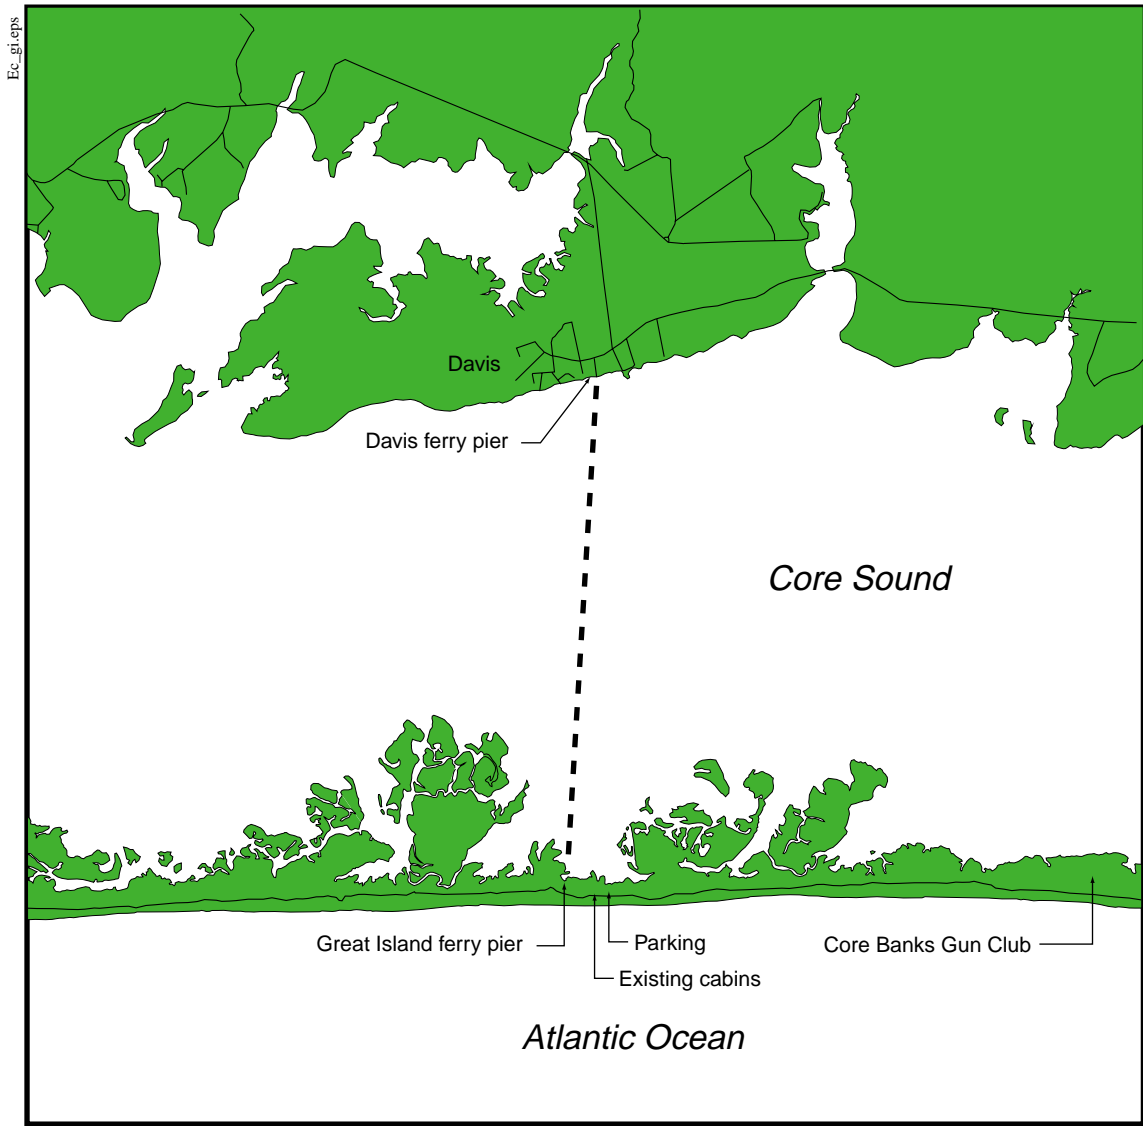 Ec_gi.eps
Davis
Davis ferry pier
Core Sound
Great Island ferry pier
Parking
Core Banks Gun Club
Existing cabins
Atlantic Ocean